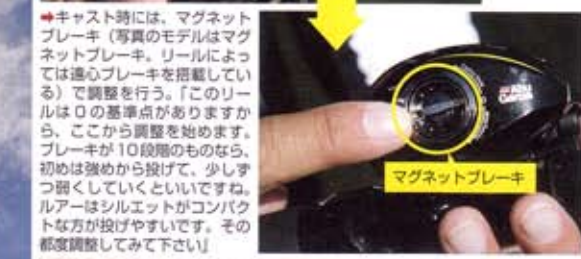 ➡キャスト時には、マグネット
ブレーキ(写真のモデルはマグ
ネットブレーキ。リールによっ
ては遠心ブレーキを搭載してい
る)で調整を行う。「このリー
ルは0の基準点がありますか
ら、ここから調整を始めます。
ブレーキが10段階のものなら、
初めは強めから投げて、少しず
つ弱くしていくといいですね。
ルアーはシルエットがコンパク
トな方が投げやすいです。その
都度調整してみて下さい」
Abu
Garcia
マグネットブレーキ